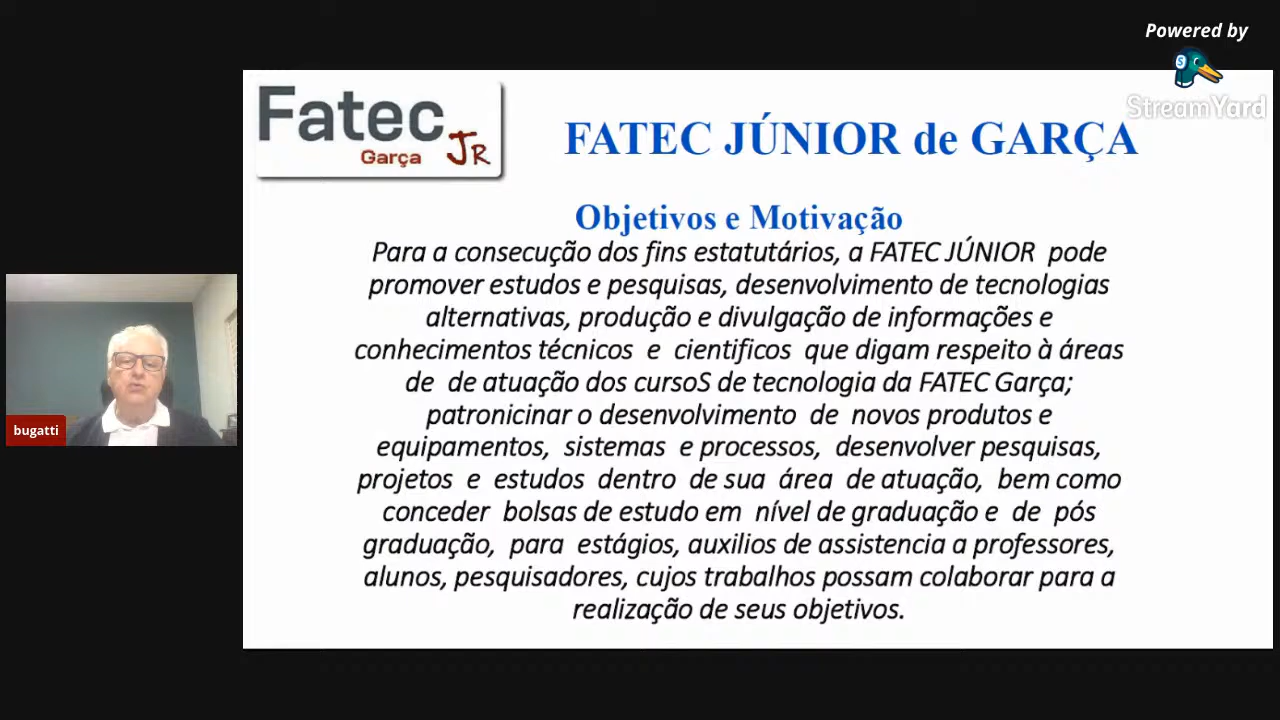 Powered by
StreamYard
Fatec
Garça JR
FATEC JÚNIOR de GARÇA
Objetivos e Motivação
Para a consecução dos fins estatutários, a FATEC JÚNIOR pode
promover estudos e pesquisas, desenvolvimento de tecnologias
alternativas, produção e divulgação de informações e
conhecimentos técnicos e cientificos que digam respeito à áreas
de de atuação dos cursoS de tecnologia da FATEC Garça;
patronicinar o desenvolvimento de novos produtos e
equipamentos, sistemas e processos, desenvolver pesquisas,
projetos e estudos dentro de sua área de atuação, bem como
conceder bolsas de estudo em nível de graduação e de pós
graduação, para estágios, auxilios de assistencia a professores,
alunos, pesquisadores, cujos trabalhos possam colaborar para a
realização de seus objetivos.
bugatti